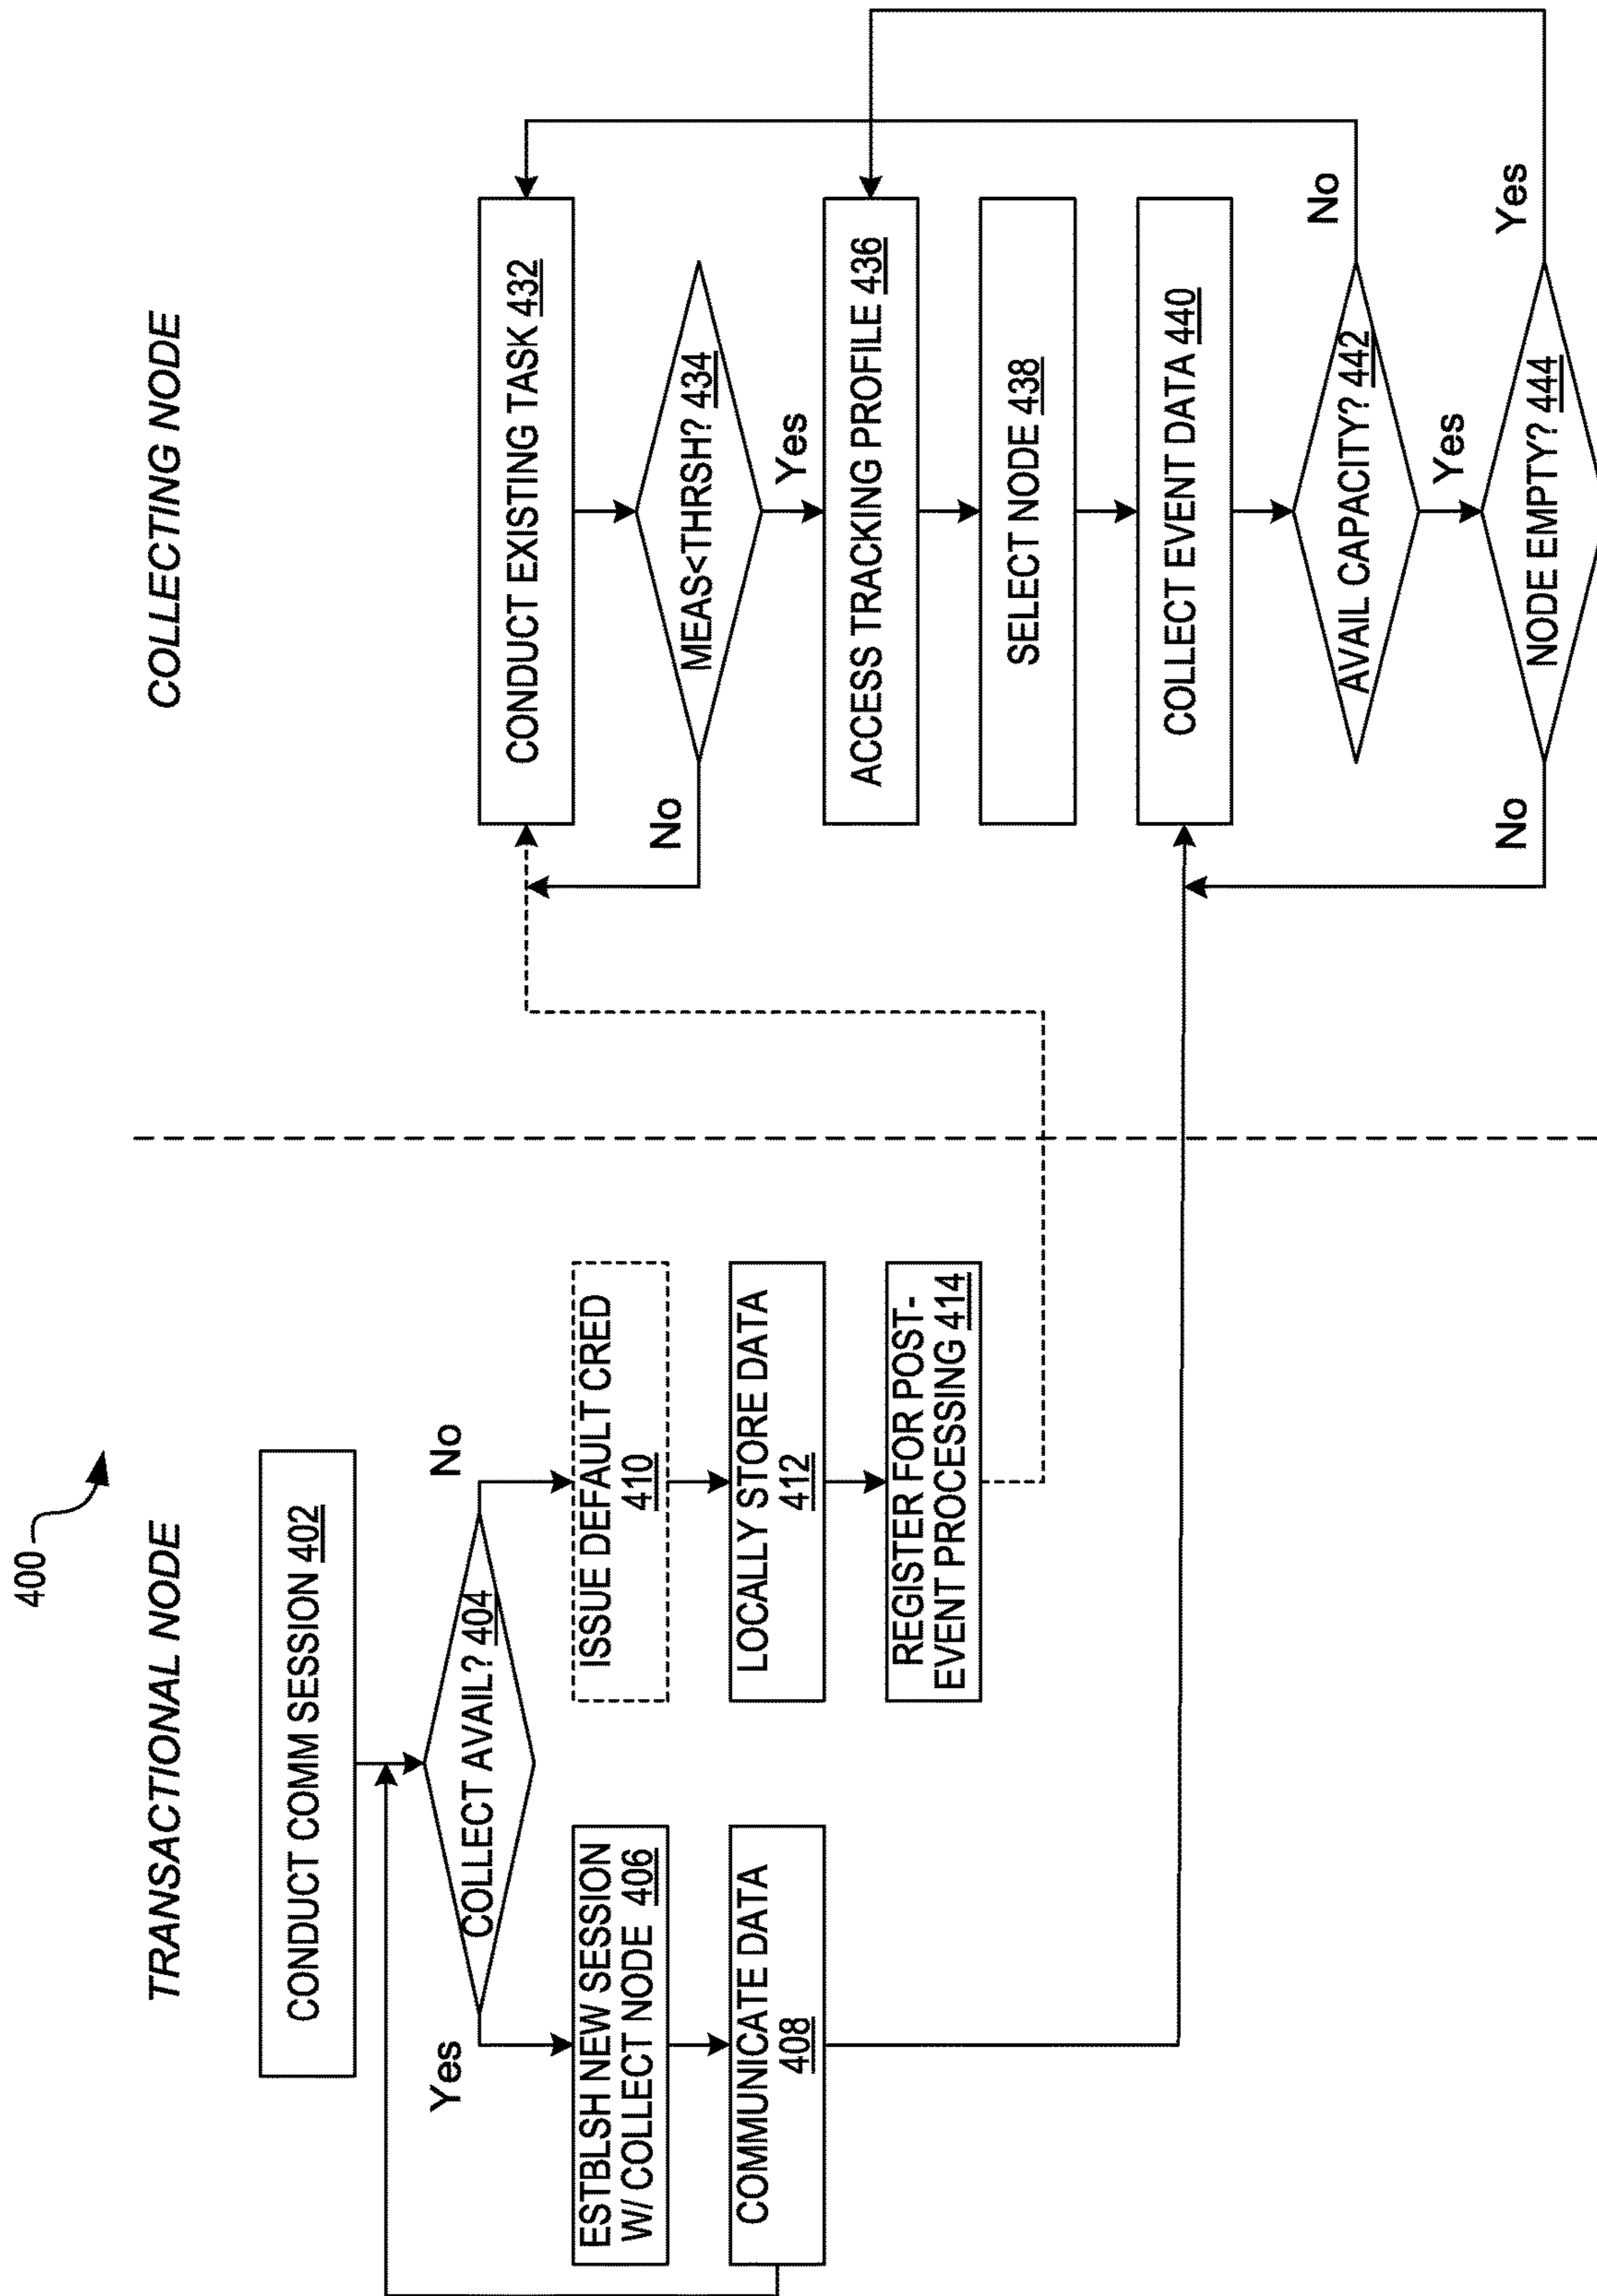 400
TRANSACTIONAL NODE
CONDUCT COMM SESSION 402
COLLECT AVAIL? 404
Yes
No
ESTBLSH NEW SESSION
W/ COLLECT NODE 406
COMMUNICATE DATA
408
ISSUE DEFAULT CRED
410
LOCALLY STORE DATA
412
REGISTER FOR POST-
EVENT PROCESSING 414
COLLECTING NODE
CONDUCT EXISTING TASK 432
MEAS<THRSH? 434
No
Yes
ACCESS TRACKING PROFILE 436
SELECT NODE 438
COLLECT EVENT DATA 440
AVAIL CAPACITY? 442
No
Yes
NODE EMPTY? 444
No
Yes